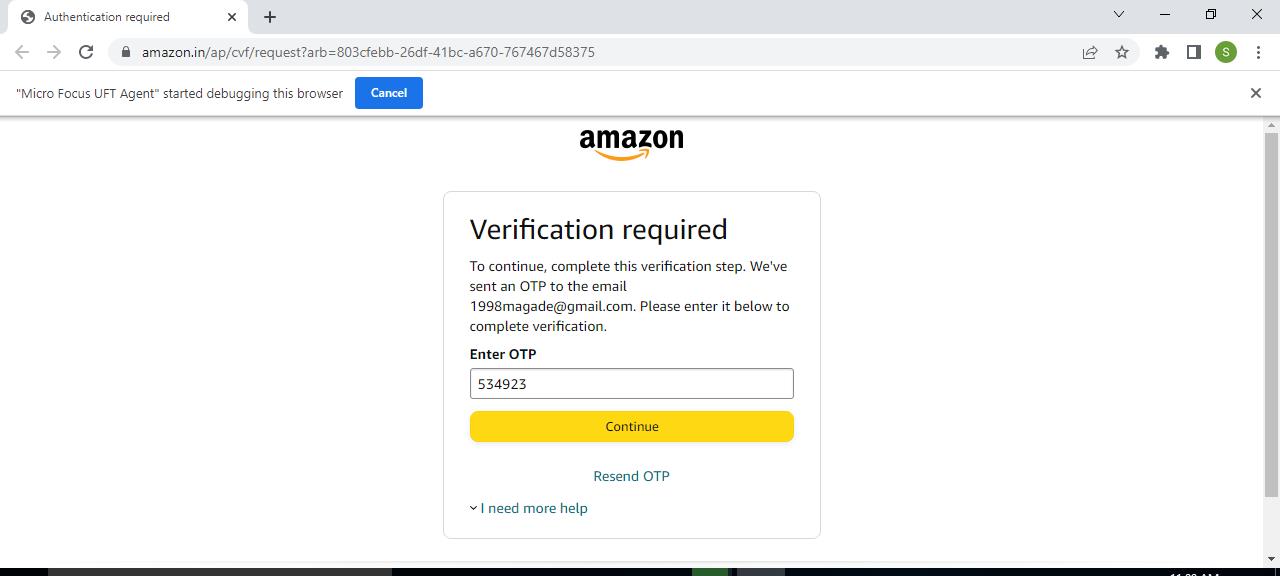 Authentication required
amazon.in/ap/cvf/request?arb=803cfebb-26df-41bc-a670-767467d58375
S
"Micro Focus UFT Agent" started debugging this browser
Cancel
amazon
Verification required
To continue, complete this verification step. We've
sent an OTP to the email
1998magade@gmail.com. Please enter it below to
complete verification.
Enter OTP
534923
Continue
Resend OTP
I need more help